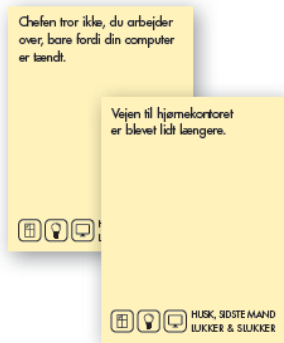 Chefen tror ikke, du arbejder
over, bare fordi din computer
er tændt.
Vejen til hjørnekontoret
er blevet lidt længere.
HUSK, SIDSTE MAND
LUKKER & SLUKKER